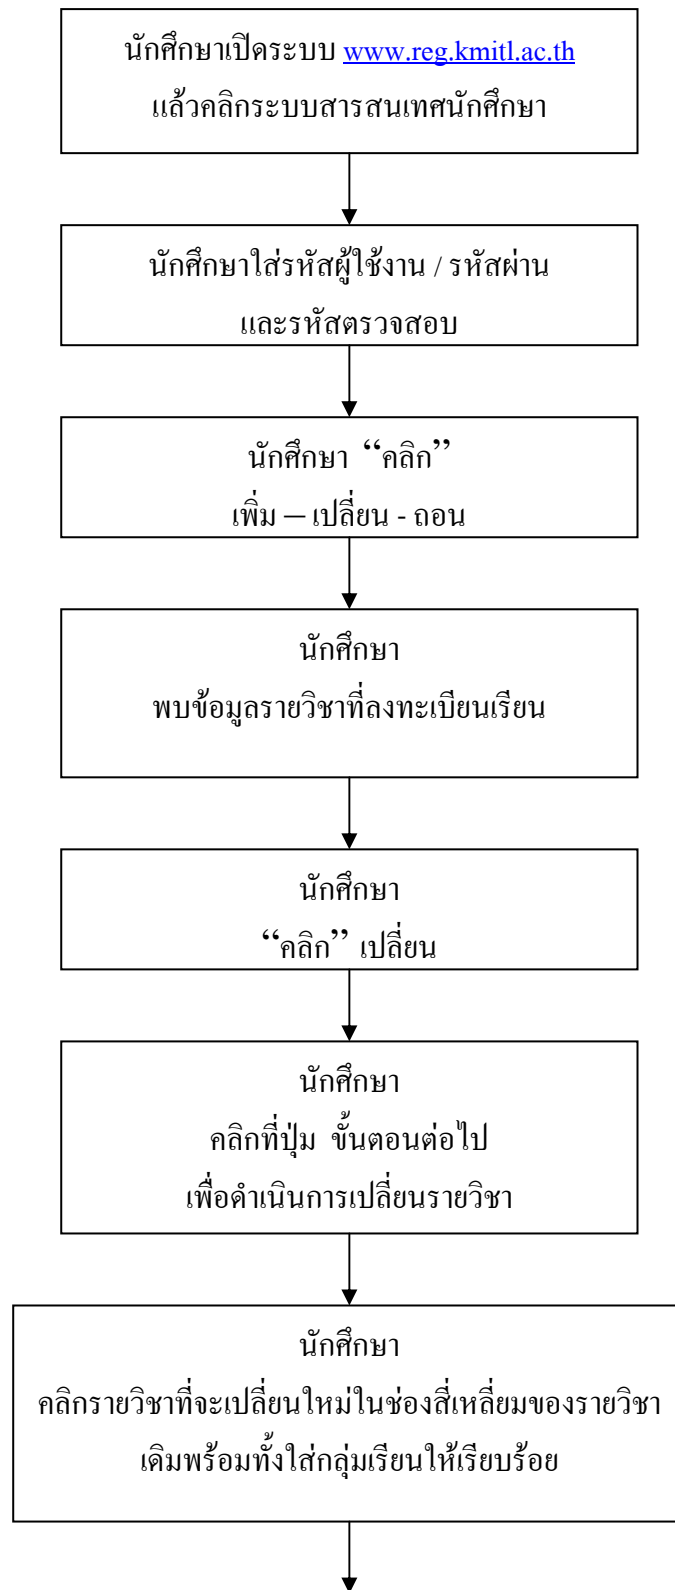 นักศึกษาเปิดระบบ www.reg.kmitl.ac.th
แล้วคลิกระบบสารสนเทศนักศึกษา
นักศึกษาใส่รหัสผู้ใช้งาน / รหัสผ่าน
และรหัสตรวจสอบ
นักศึกษา “คลิก”
เพิ่ม – เปลี่ยน - ถอน
นักศึกษา
พบข้อมูลรายวิชาที่ลงทะเบียนเรียน
นักศึกษา
“คลิก” เปลี่ยน
นักศึกษา
คลิกที่ปุ่ม ขั้นตอนต่อไป
เพื่อดำเนินการเปลี่ยนรายวิชา
นักศึกษา
คลิกรายวิชาที่จะเปลี่ยนใหม่ในช่องสี่เหลี่ยมของรายวิชา
เดิมพร้อมทั้งใส่กลุ่มเรียนให้เรียบร้อย